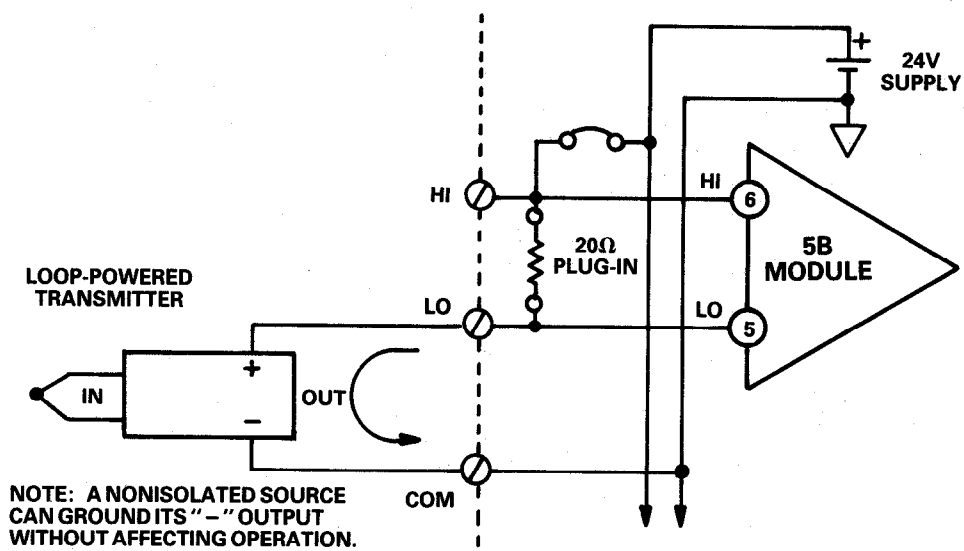 +
24V
SUPPLY
HI
HI
6
20Ω
PLUG-IN
5B
MODULE
LOOP-POWERED
TRANSMITTER
LO
LO
5
+
IN
OUT
−
COM
NOTE: A NONISOLATED SOURCE
CAN GROUND ITS "−" OUTPUT
WITHOUT AFFECTING OPERATION.